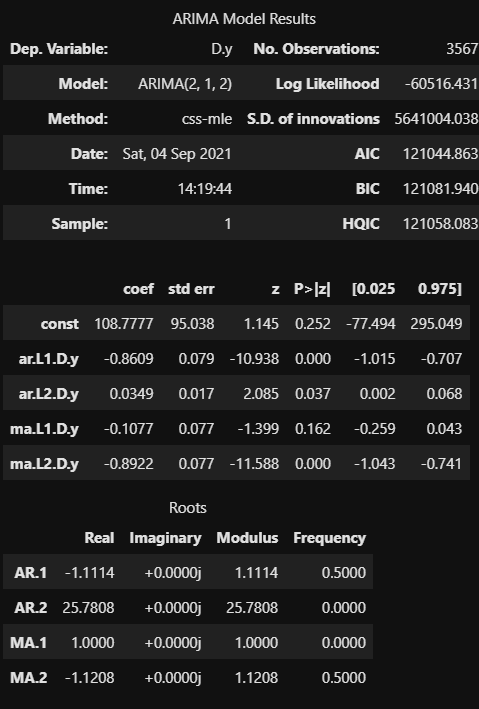 ARIMA Model Results
Dep. Variable: D.y No. Observations: 3567
Model: ARIMA(2, 1, 2) Log Likelihood -60516.431
Method: css-mle S.D. of innovations 5641004.038
Date: Sat, 04 Sep 2021 AIC 121044.863
Time: 14:19:44 BIC 121081.940
Sample: 1 HQIC 121058.083
coef std err z P>|z| [0.025 0.975]
const 108.7777 95.038 1.145 0.252 -77.494 295.049
ar.L1.D.y -0.8609 0.079 -10.938 0.000 -1.015 -0.707
ar.L2.D.y 0.0349 0.017 2.085 0.037 0.002 0.068
ma.L1.D.y -0.1077 0.077 -1.399 0.162 -0.259 0.043
ma.L2.D.y -0.8922 0.077 -11.588 0.000 -1.043 -0.741
Roots
Real Imaginary Modulus Frequency
AR.1 -1.1114 +0.0000j 1.1114 0.5000
AR.2 25.7808 +0.0000j 25.7808 0.0000
MA.1 1.0000 +0.0000j 1.0000 0.0000
MA.2 -1.1208 +0.0000j 1.1208 0.5000